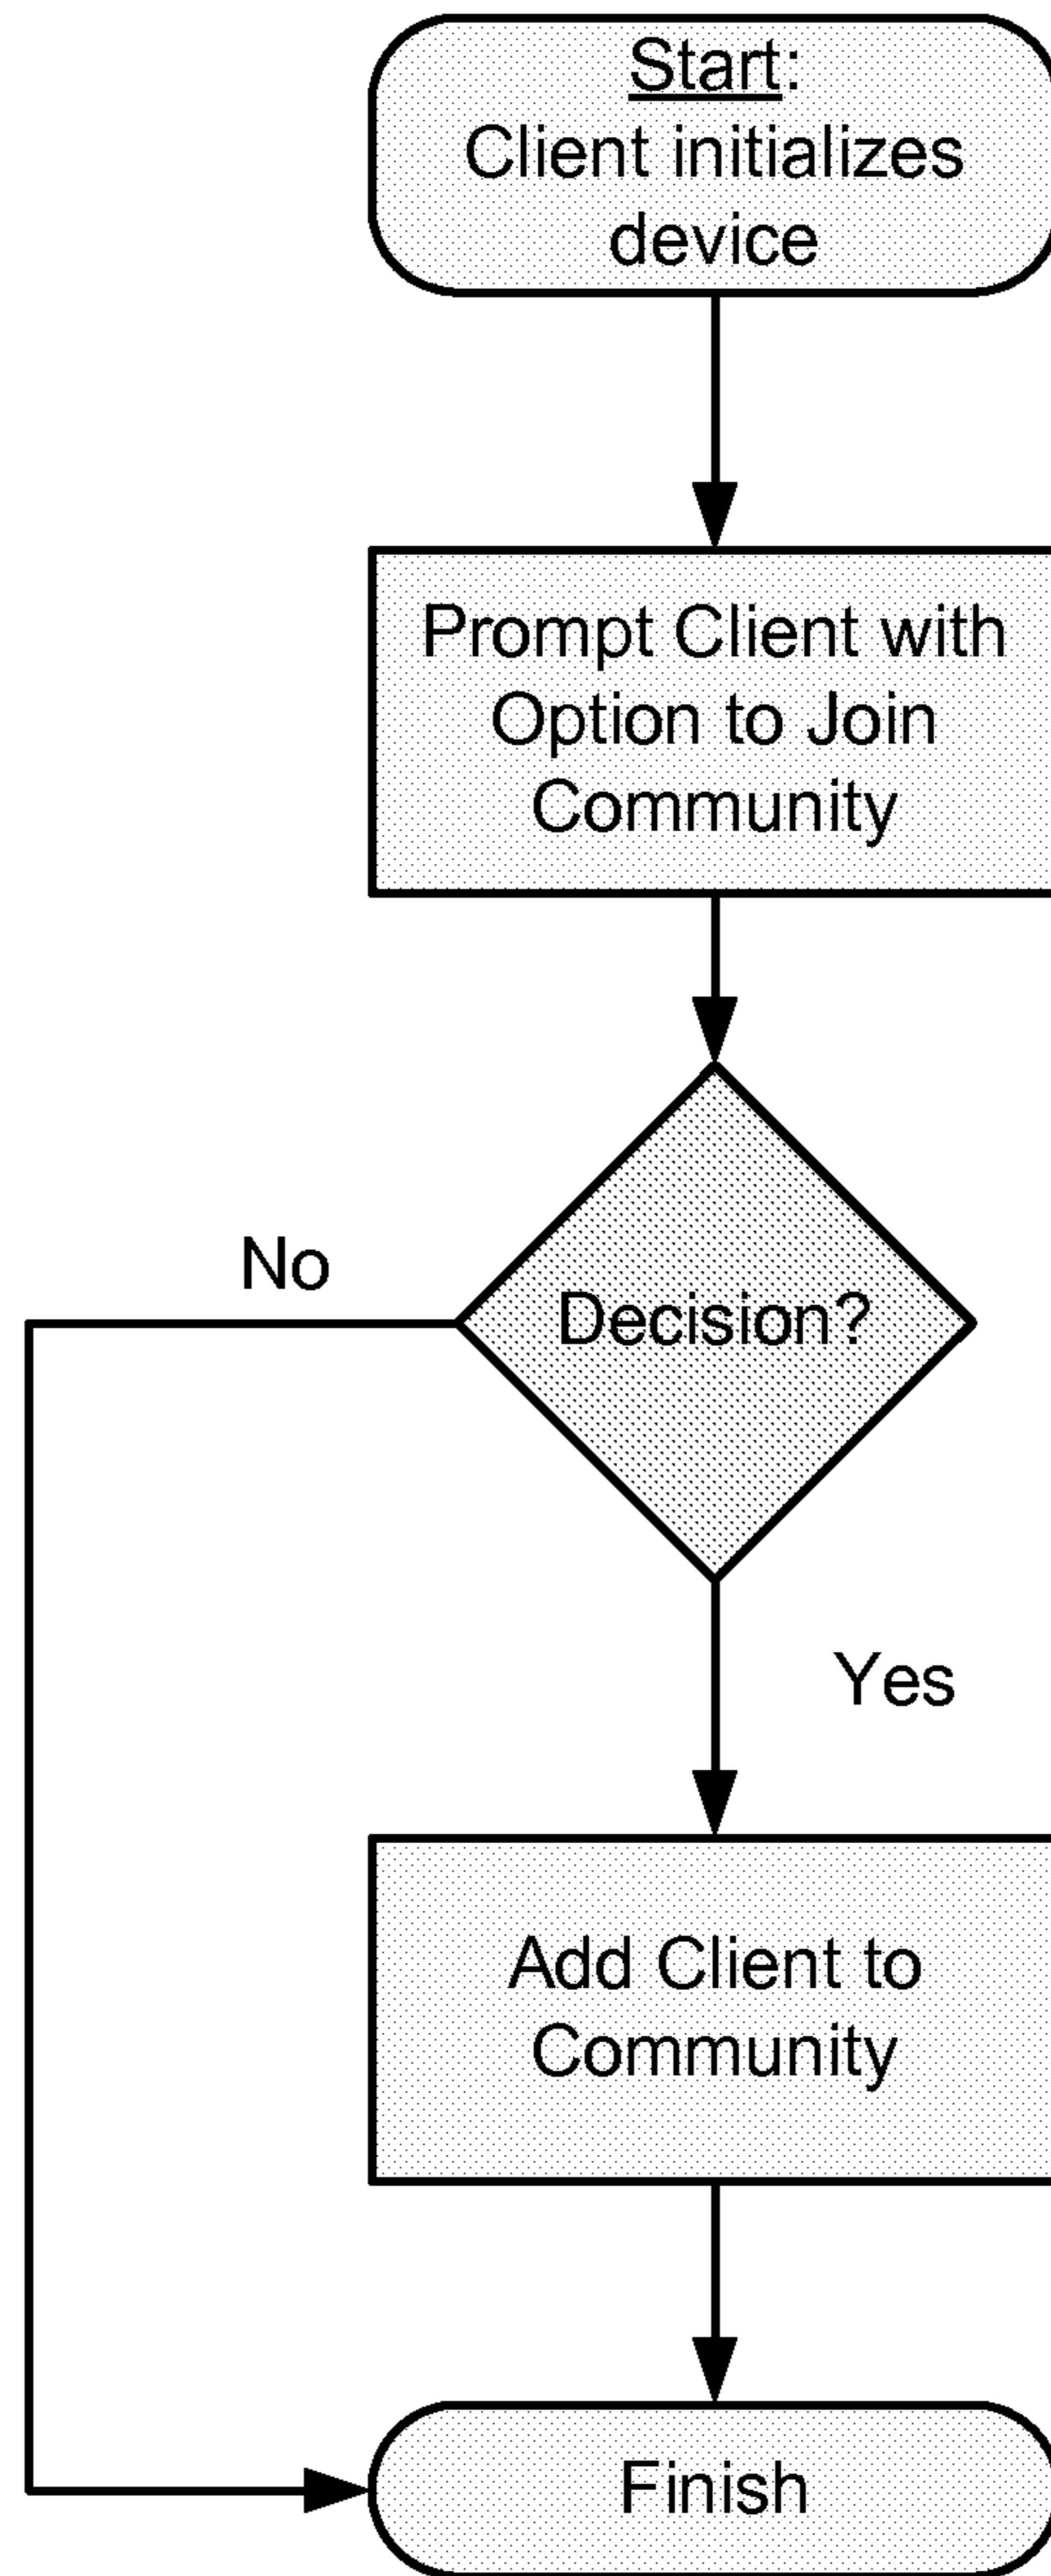 Start:
Client initializes
device
Prompt Client with
Option to Join
Community
No
Decision?
Yes
Add Client to
Community
Finish